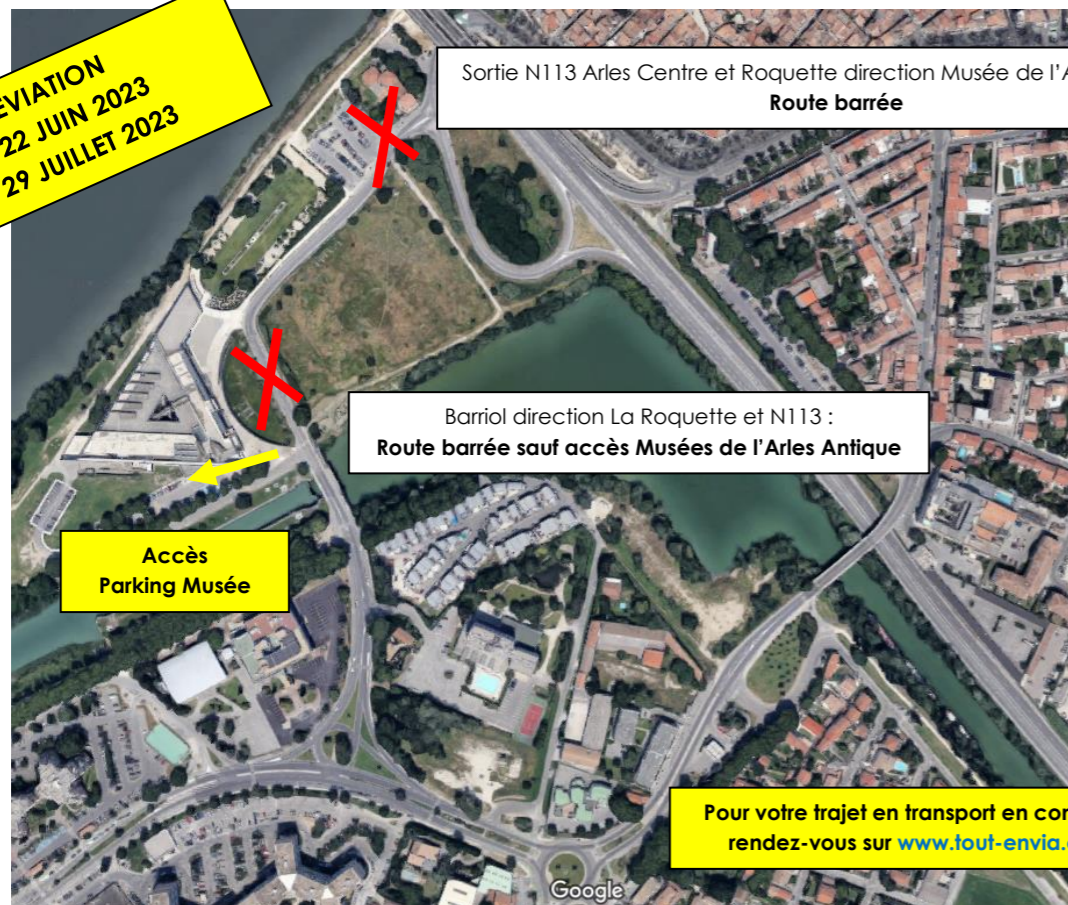 DÉVIATION
22 JUIN 2023
29 JUILLET 2023
Sortie N113 Arles Centre et Roquette direction Musée de l'A
Route barrée
Barriol direction La Roquette et N113 :
Route barrée sauf accès Musées de l'Arles Antique
Accès
Parking Musée
Pour votre trajet en transport en com
rendez-vous sur www.tout-envia.
Google